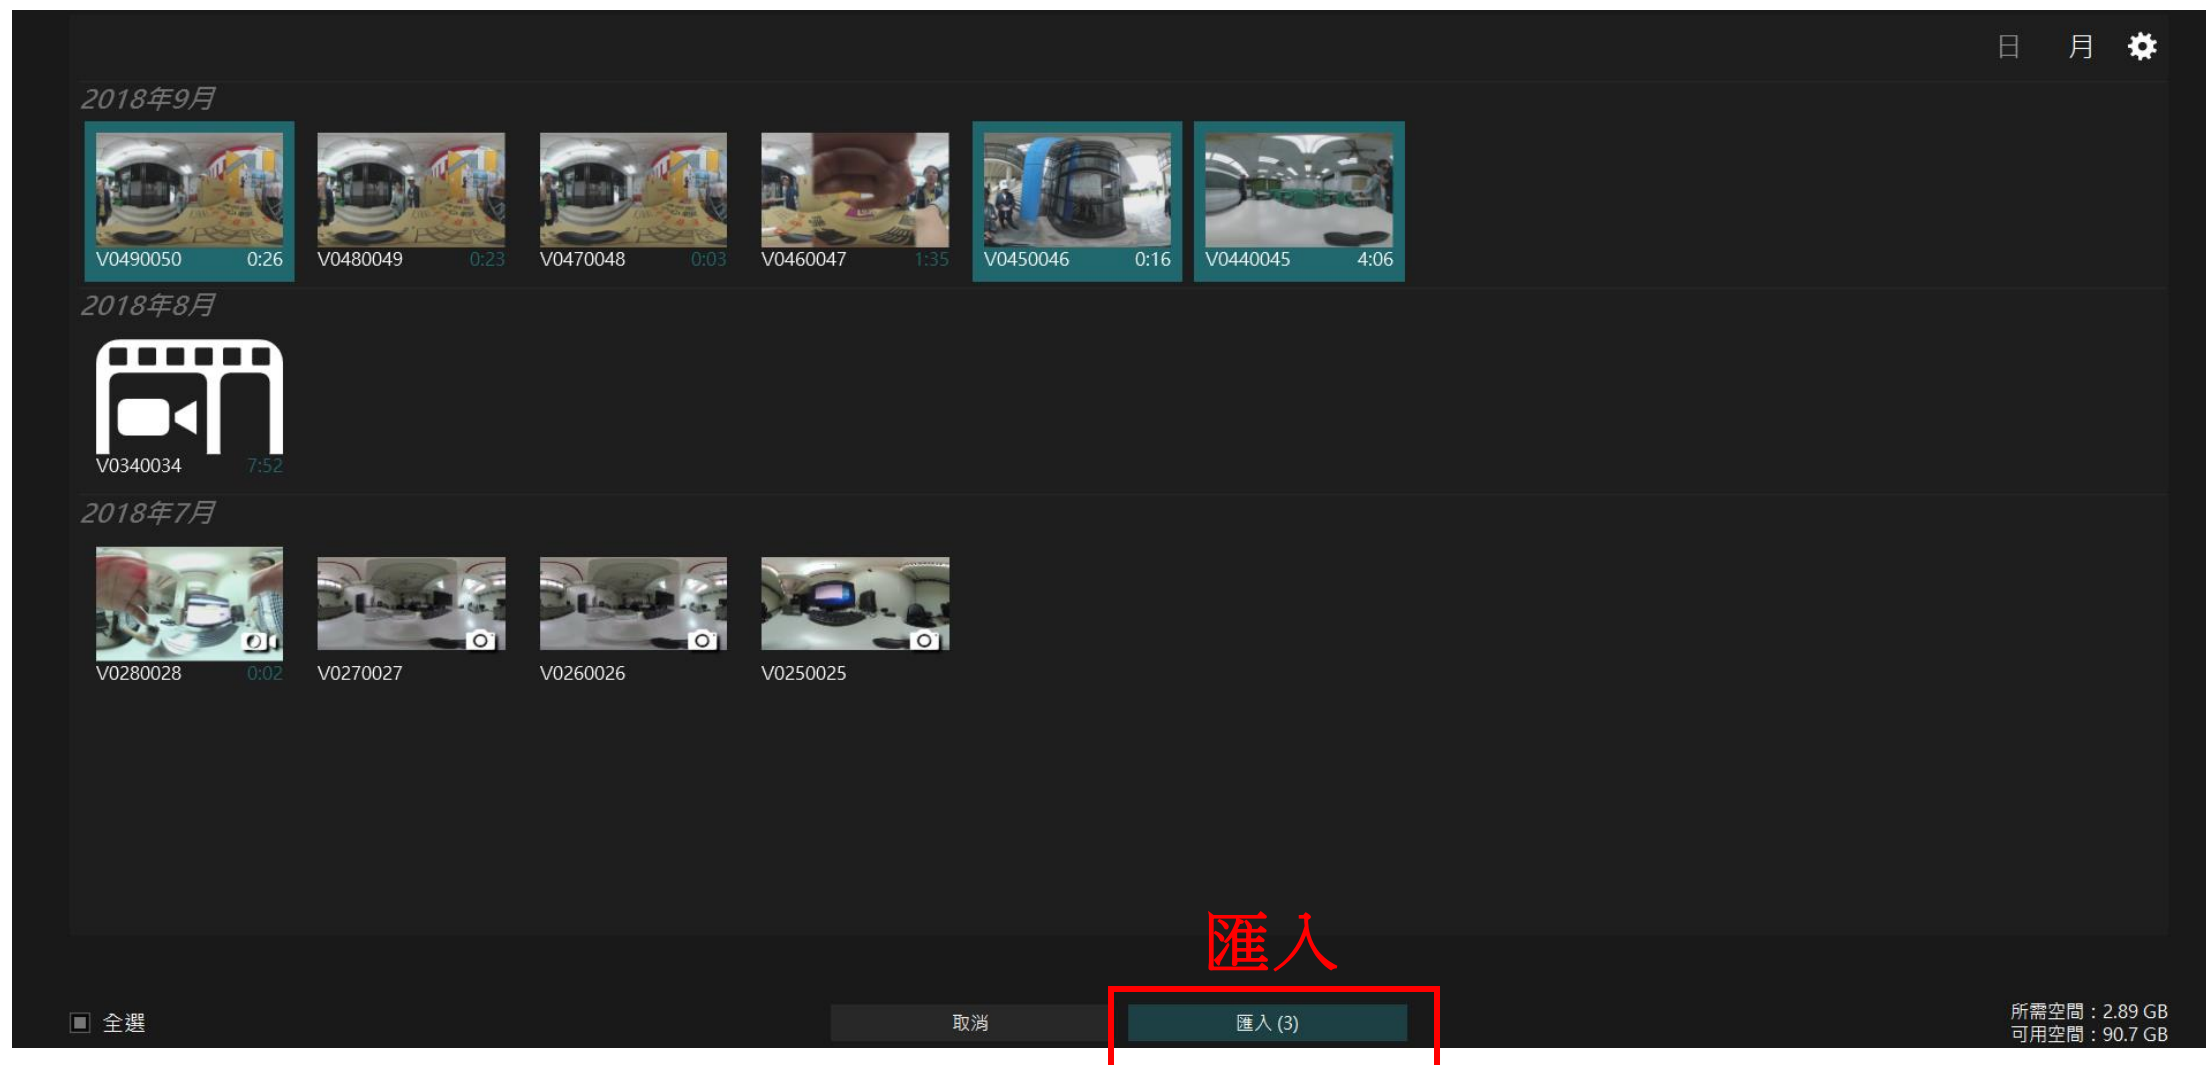 日 月
2018年9月
V0490050 0:26 V0480049 0:23 V0470048 0:03 V0460047 1:35 V0450046 0:16 V0440045 4:06
2018年8月
V0340034 7:52
2018年7月
V0280028 0:02 V0270027 V0260026 V0250025
匯入
全選 取消 匯入 (3)
所需空間：2.89 GB
可用空間：90.7 GB